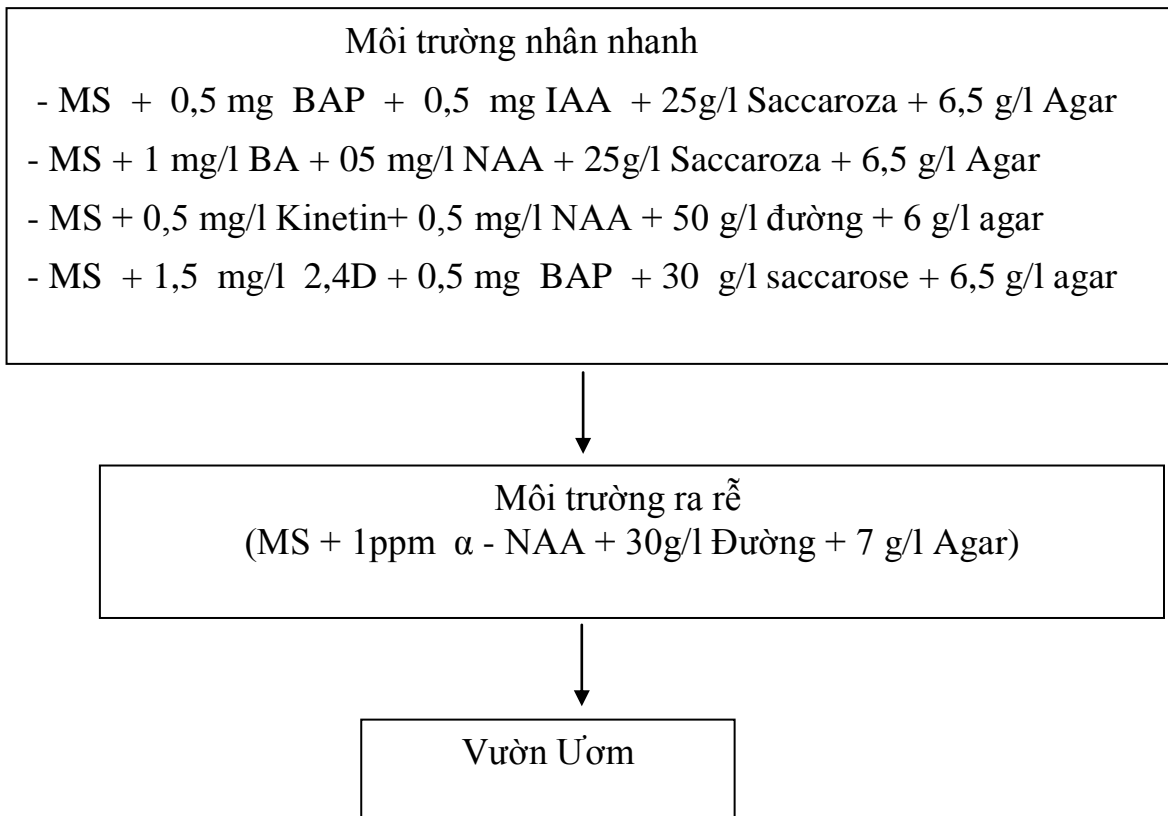 Môi trường nhân nhanh
- MS + 0,5 mg BAP + 0,5 mg IAA + 25g/l Saccaroza + 6,5 g/l Agar
- MS + 1 mg/l BA + 05 mg/l NAA + 25g/l Saccaroza + 6,5 g/l Agar
- MS + 0,5 mg/l Kinetin+ 0,5 mg/l NAA + 50 g/l đường + 6 g/l agar
- MS + 1,5 mg/l 2,4D + 0,5 mg BAP + 30 g/l saccarose + 6,5 g/l agar
Môi trường ra rễ
(MS + 1ppm α - NAA + 30g/l Đường + 7 g/l Agar)
Vườn Ươm